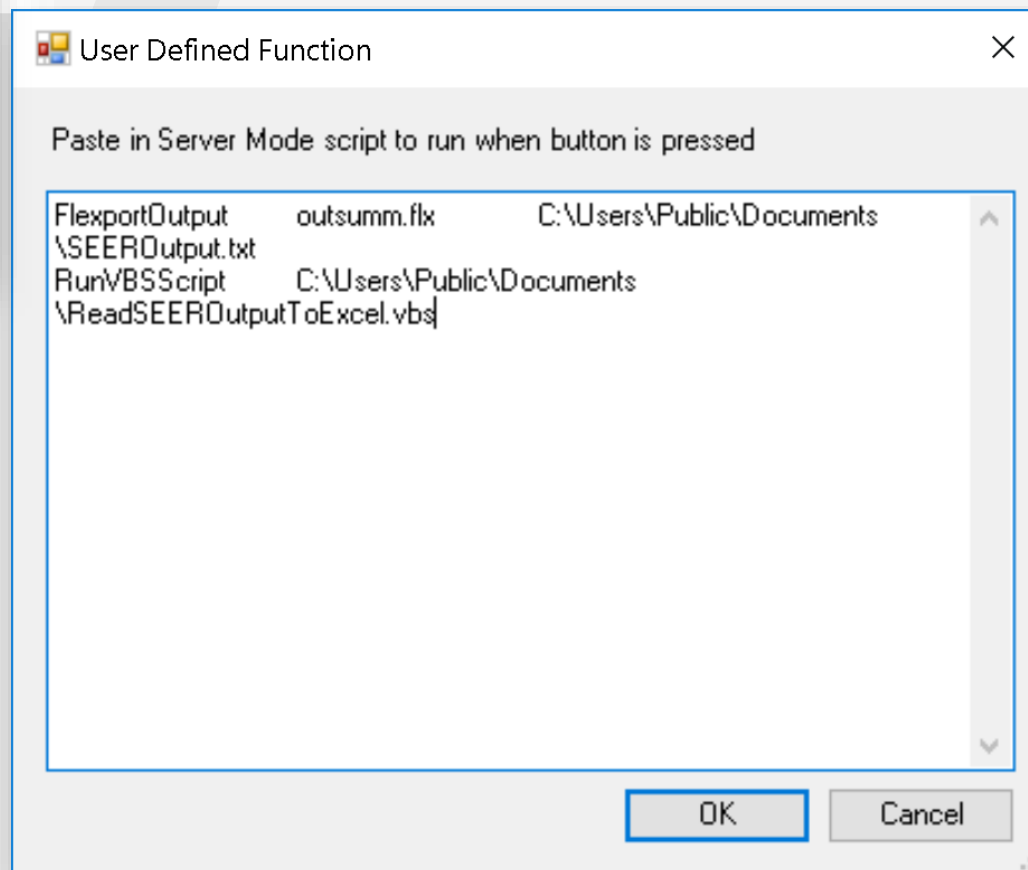 User Defined Function
Paste in Server Mode script to run when button is pressed
FlexportOutput outsumm.flx C:\Users\Public\Documents
\SEEROutput.txt
RunVBSScript C:\Users\Public\Documents
\ReadSEEROutputToExcel.vbs
OK Cancel